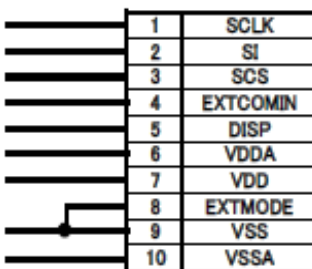 1 SCLK
2 SI
3 SCS
4 EXTCOMIN
5 DISP
6 VDDA
7 VDD
8 EXTMODE
9 VSS
10 VSSA